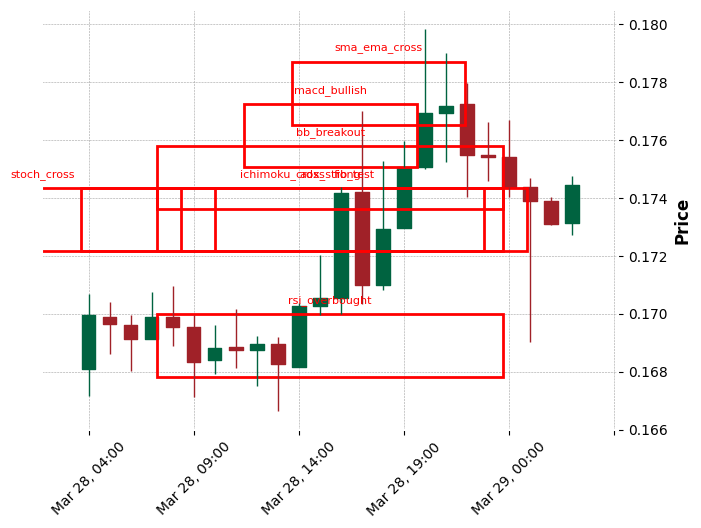 0.180
sma_ema_cross
0.178
macd_bullish
0.176
bb_breakout
stoch_cross
ichimoku_cross
fib_test
0.174
Price
0.172
rsi_overbought
0.170
0.168
0.166
Mar 28, 04:00
Mar 28, 09:00
Mar 28, 14:00
Mar 28, 19:00
Mar 29, 00:00